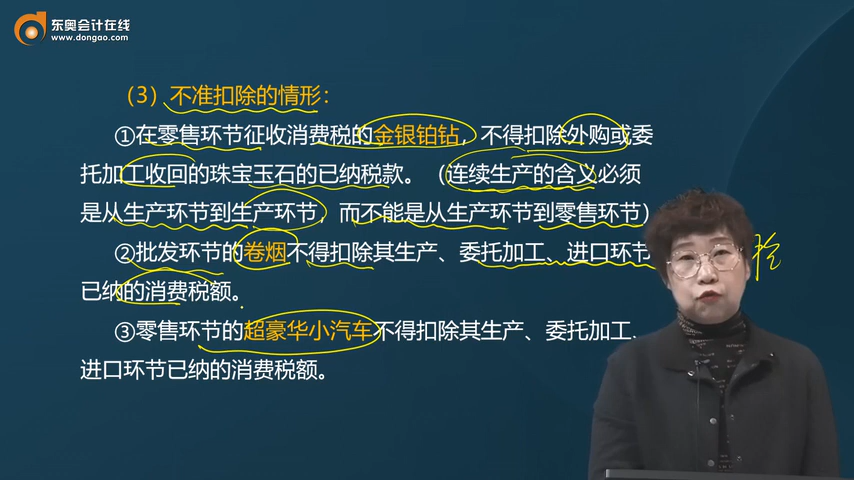 东奥会计在线
www.dongao.com
（3）不准扣除的情形：
①在零售环节征收消费税的金银铂钻，不得扣除外购或委
托加工收回的珠宝玉石的已纳税款。（连续生产的含义必须
是从生产环节到生产环节，而不能是从生产环节到零售环节）
②批发环节的卷烟不得扣除其生产、委托加工、进口环节
已纳的消费税额。
③零售环节的超豪华小汽车不得扣除其生产、委托加工、
进口环节已纳的消费税额。